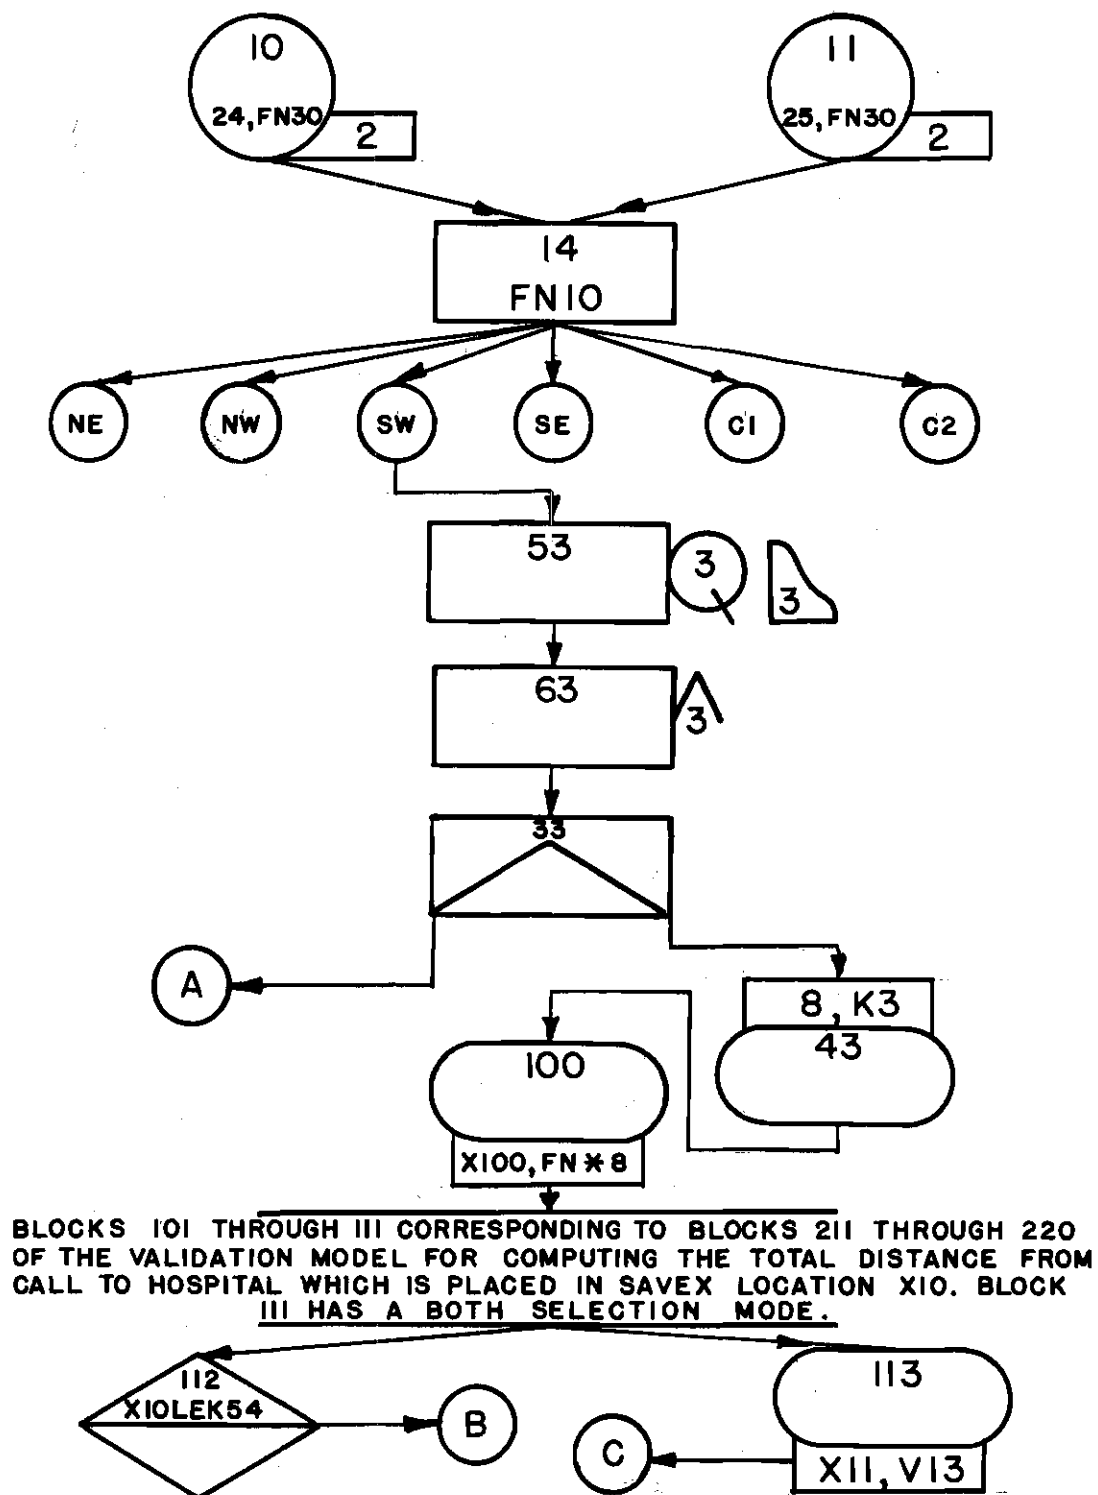 10
11
24, FN30
2
25, FN30
2
14
FN10
NE
NW
SW
SE
C1
C2
53
3
3
63
3
33
A
8, K3
43
100
X100, FN*8
BLOCKS 101 THROUGH 111 CORRESPONDING TO BLOCKS 211 THROUGH 220
OF THE VALIDATION MODEL FOR COMPUTING THE TOTAL DISTANCE FROM
CALL TO HOSPITAL WHICH IS PLACED IN SAVEX LOCATION X10. BLOCK
111 HAS A BOTH SELECTION MODE.
112
X10LEK54
B
113
C
X11, V13